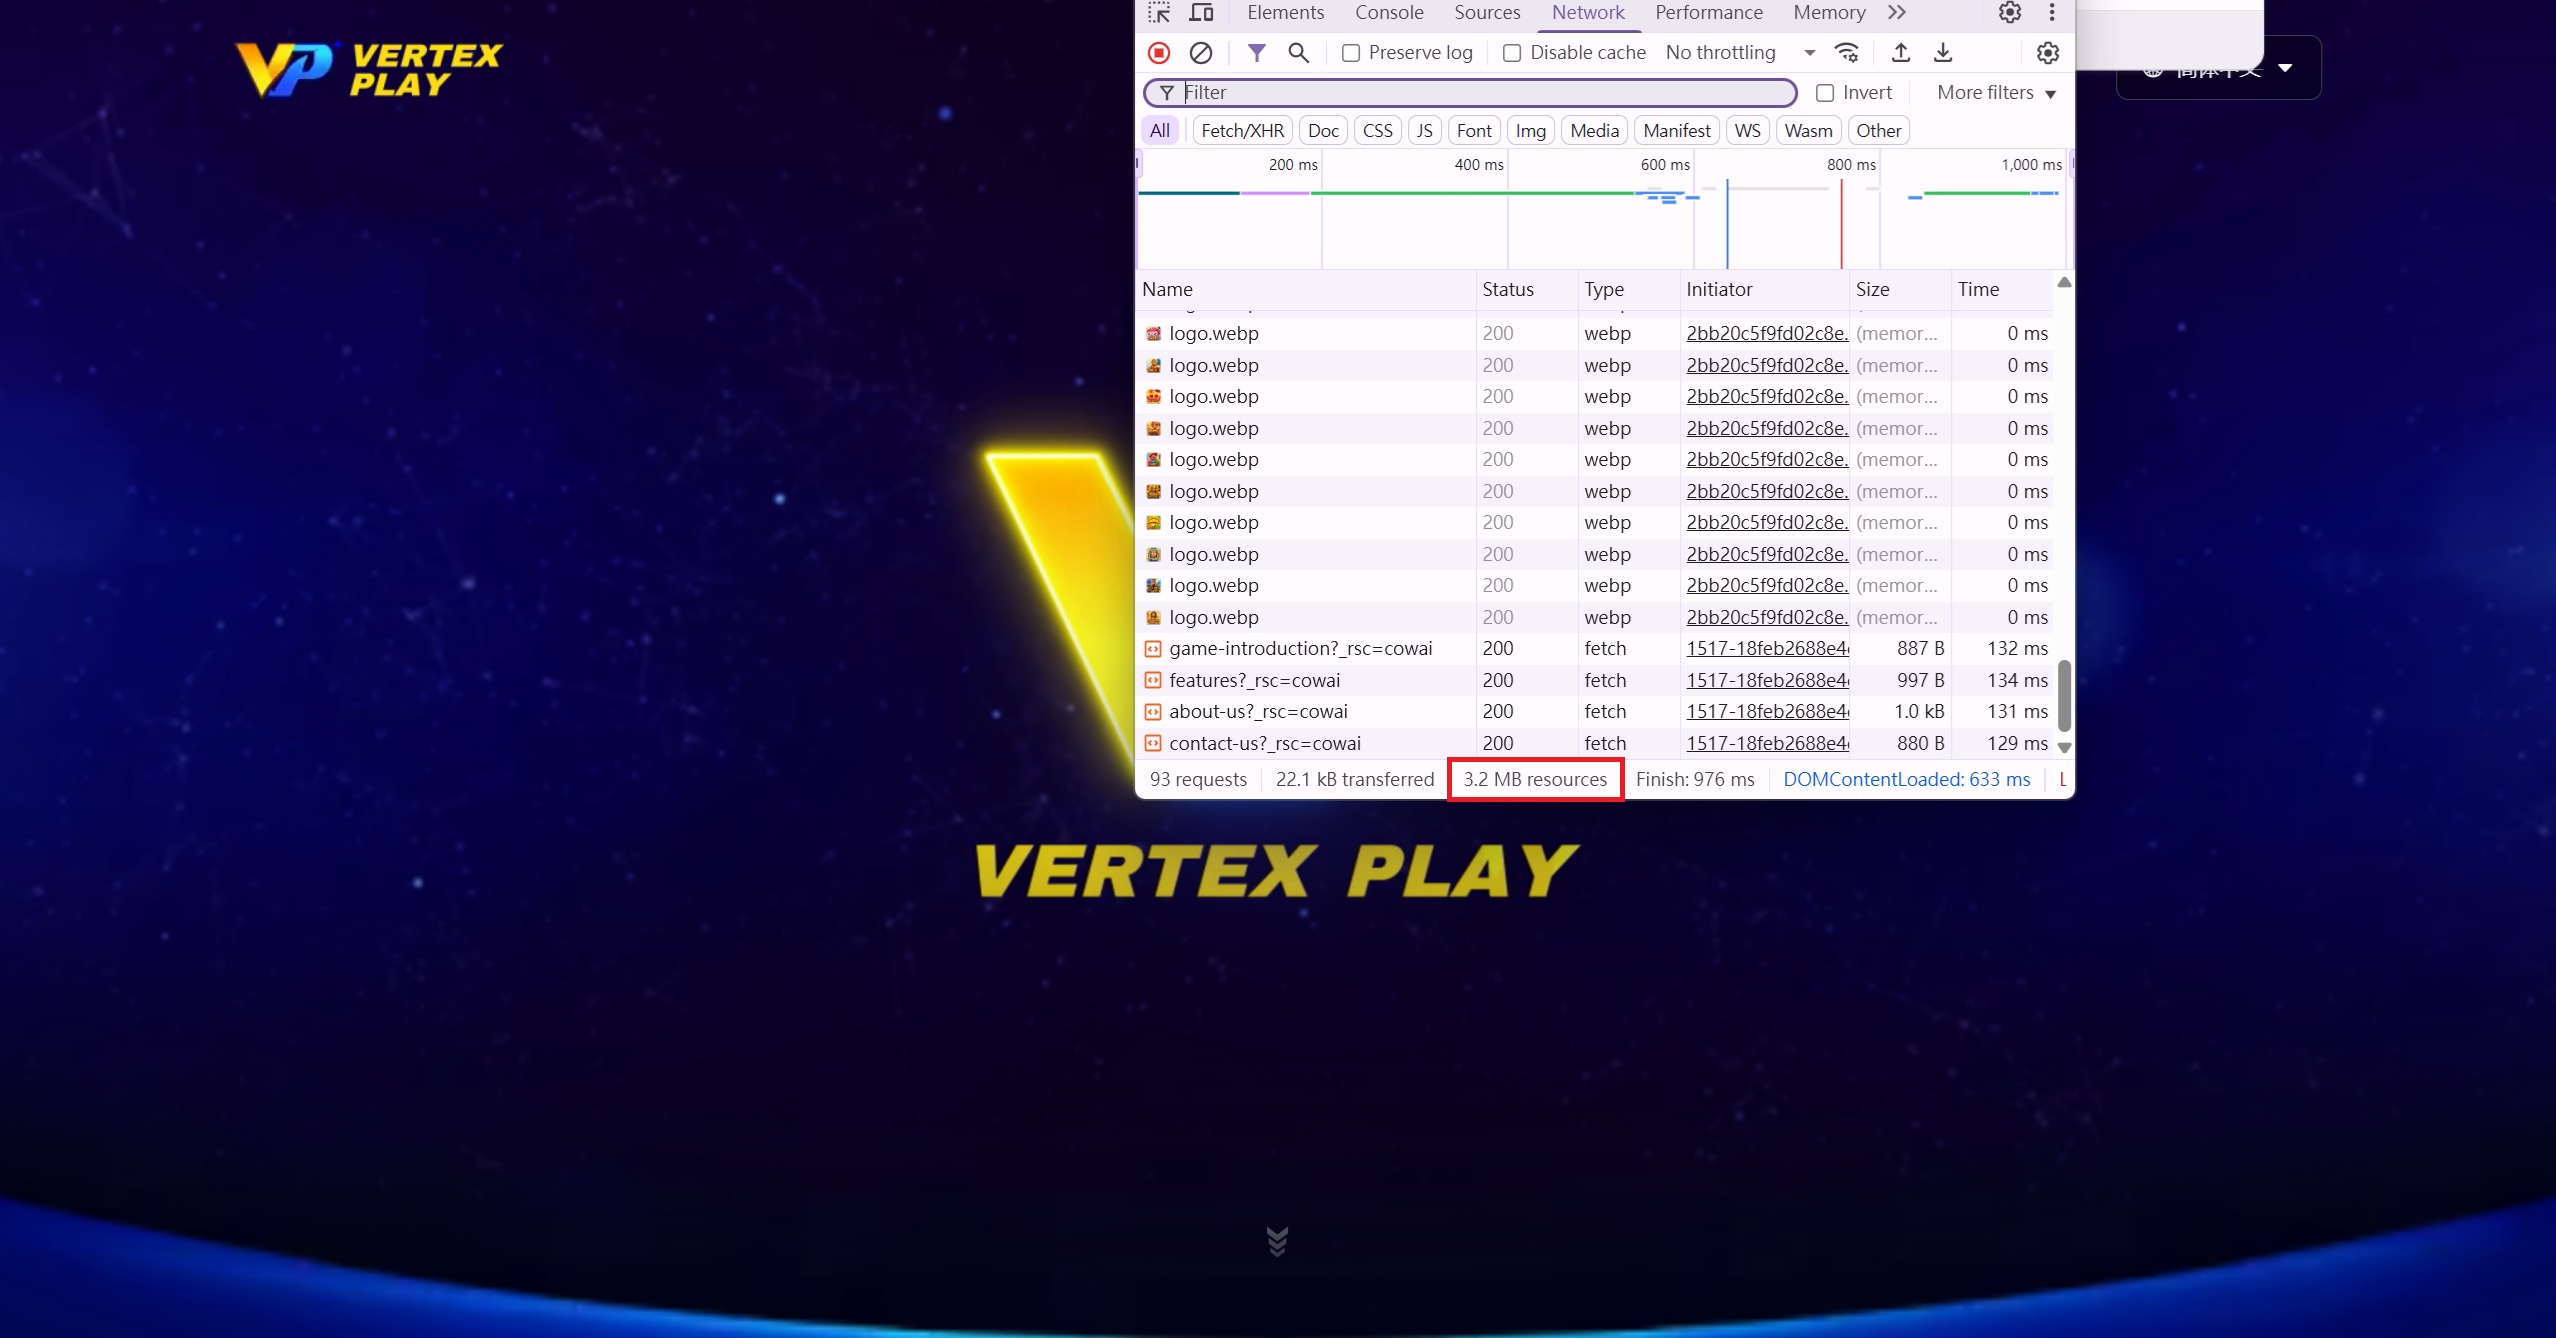 Elements Console Sources Network Performance Memory
VERTEX
PLAY
Preserve log Disable cache No throttling
简体中文
Filter Invert More filters
All Fetch/XHR Doc CSS JS Font Img Media Manifest WS Wasm Other
200 ms 400 ms 600 ms 800 ms 1,000 ms
Name Status Type Initiator Size Time
logo.webp 200 webp 2bb20c5f9fd02c8e. (memor... 0 ms
logo.webp 200 webp 2bb20c5f9fd02c8e. (memor... 0 ms
logo.webp 200 webp 2bb20c5f9fd02c8e. (memor... 0 ms
logo.webp 200 webp 2bb20c5f9fd02c8e. (memor... 0 ms
logo.webp 200 webp 2bb20c5f9fd02c8e. (memor... 0 ms
logo.webp 200 webp 2bb20c5f9fd02c8e. (memor... 0 ms
logo.webp 200 webp 2bb20c5f9fd02c8e. (memor... 0 ms
logo.webp 200 webp 2bb20c5f9fd02c8e. (memor... 0 ms
logo.webp 200 webp 2bb20c5f9fd02c8e. (memor... 0 ms
logo.webp 200 webp 2bb20c5f9fd02c8e. (memor... 0 ms
game-introduction?_rsc=cowai 200 fetch 1517-18feb2688e4 887 B 132 ms
features?_rsc=cowai 200 fetch 1517-18feb2688e4 997 B 134 ms
about-us?_rsc=cowai 200 fetch 1517-18feb2688e4 1.0 kB 131 ms
contact-us?_rsc=cowai 200 fetch 1517-18feb2688e4 880 B 129 ms
93 requests 22.1 kB transferred 3.2 MB resources Finish: 976 ms DOMContentLoaded: 633 ms L
VERTEX PLAY